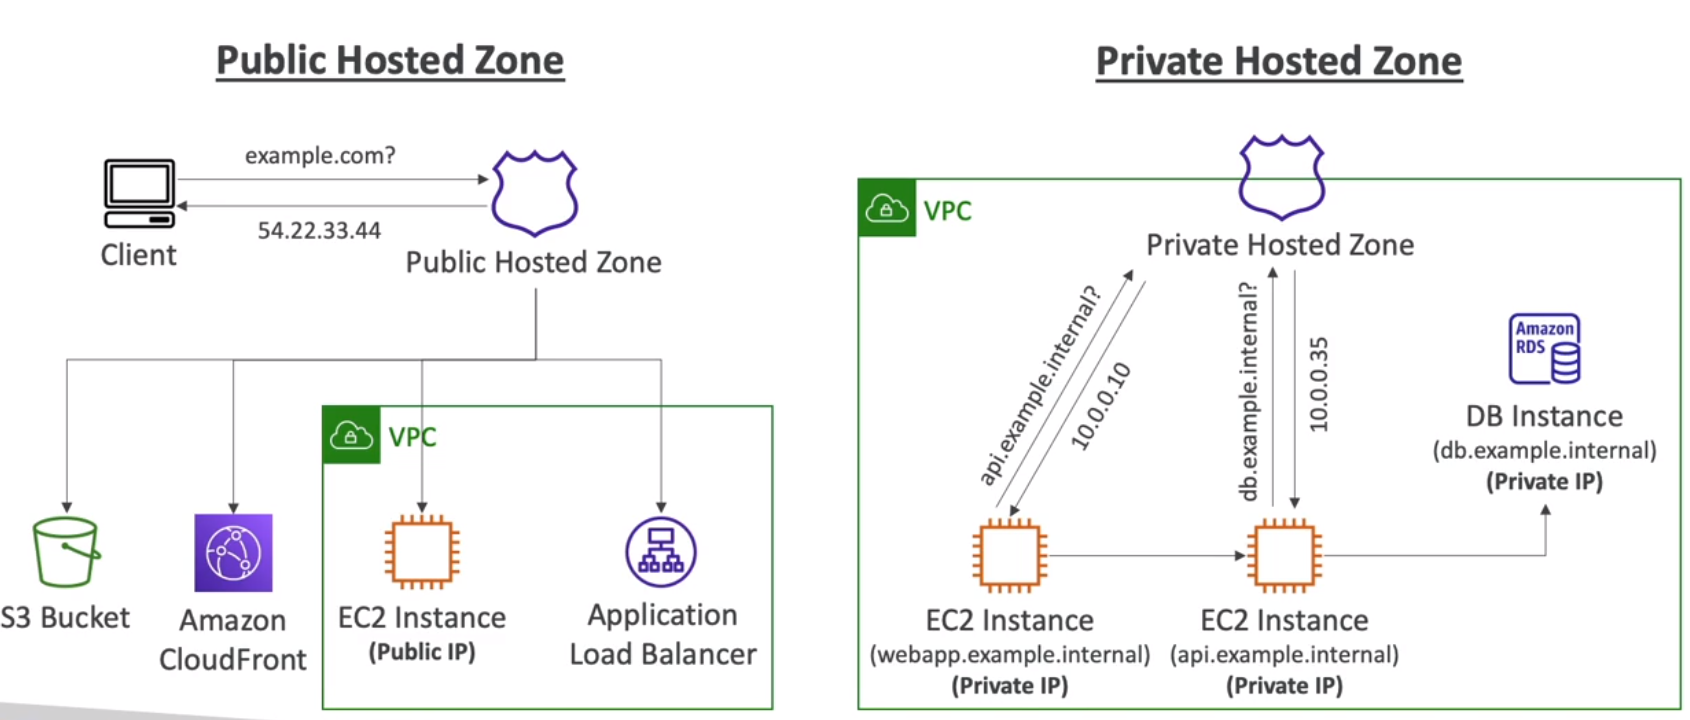 Public Hosted Zone
example.com?
54.22.33.44
Client
Public Hosted Zone
VPC
S3 Bucket
Amazon
CloudFront
EC2 Instance
(Public IP)
Application
Load Balancer
Private Hosted Zone
VPC
Private Hosted Zone
api.example.internal?
10.0.0.10
db.example.internal?
10.0.0.35
Amazon
RDS
DB Instance
(db.example.internal)
(Private IP)
EC2 Instance
(webapp.example.internal)
(Private IP)
EC2 Instance
(api.example.internal)
(Private IP)